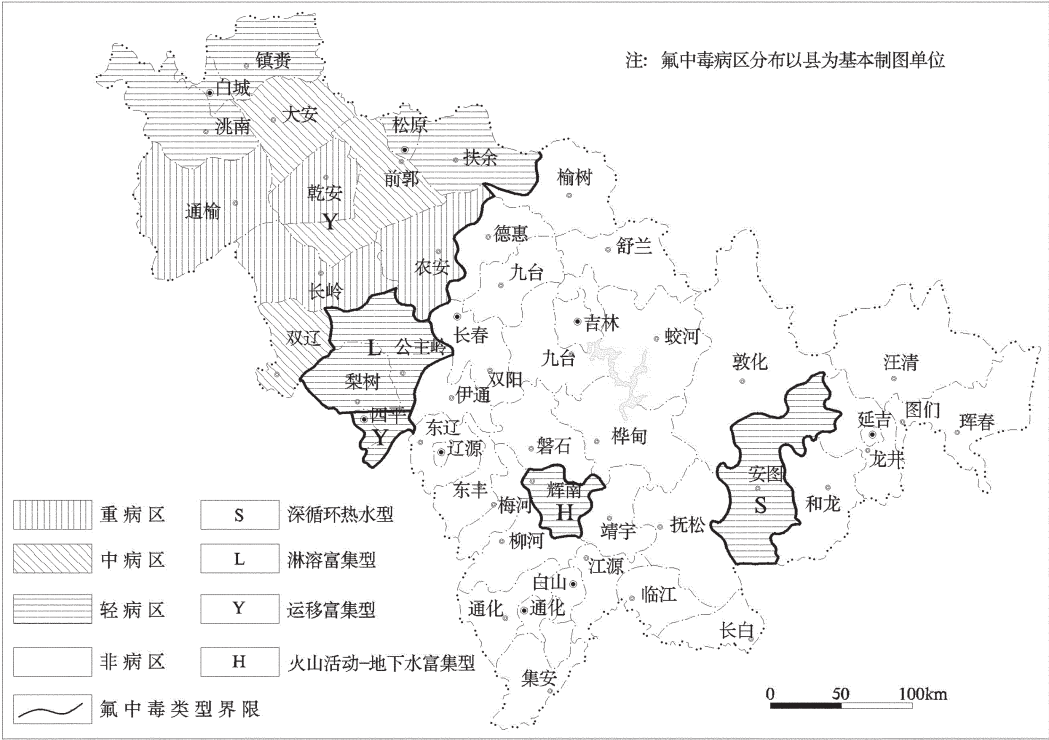 注：氟中毒病区分布以县为基本制图单位
镇赉
白城
大安
洮南
松原
扶余
前郭
榆树
乾安
Y
通榆
德惠
舒兰
农安
九台
长岭
双辽
长春
吉林
L
公主岭
九台
蛟河
敦化
汪清
梨树
双阳
伊通
四平
Y
东辽
辽源
磐石
桦甸
延吉
图们
珲春
龙井
安图
S
和龙
东丰
梅河
辉南
H
靖宇
抚松
柳河
江源
白山
临江
通化
通化
长白
集安
重病区
S
深循环热水型
中病区
L
淋溶富集型
轻病区
Y
运移富集型
非病区
H
火山活动-地下水富集型
氟中毒类型界限
0 50 100km